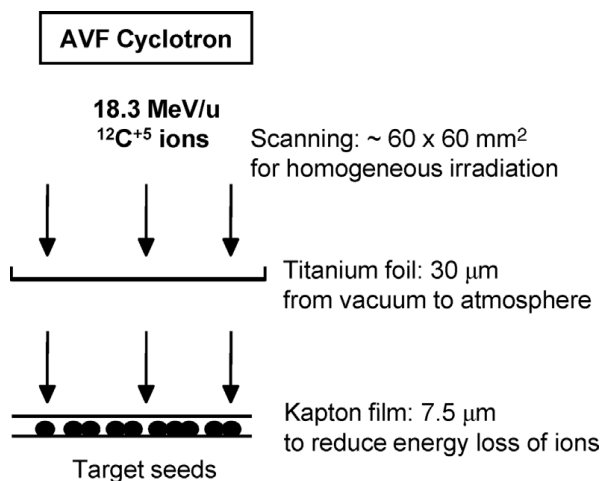 AVF Cyclotron
18.3 MeV/u
¹²C⁺⁵ ions
Scanning: ~ 60 x 60 mm²
for homogeneous irradiation
Titanium foil: 30 μm
from vacuum to atmosphere
Kapton film: 7.5 μm
to reduce energy loss of ions
Target seeds